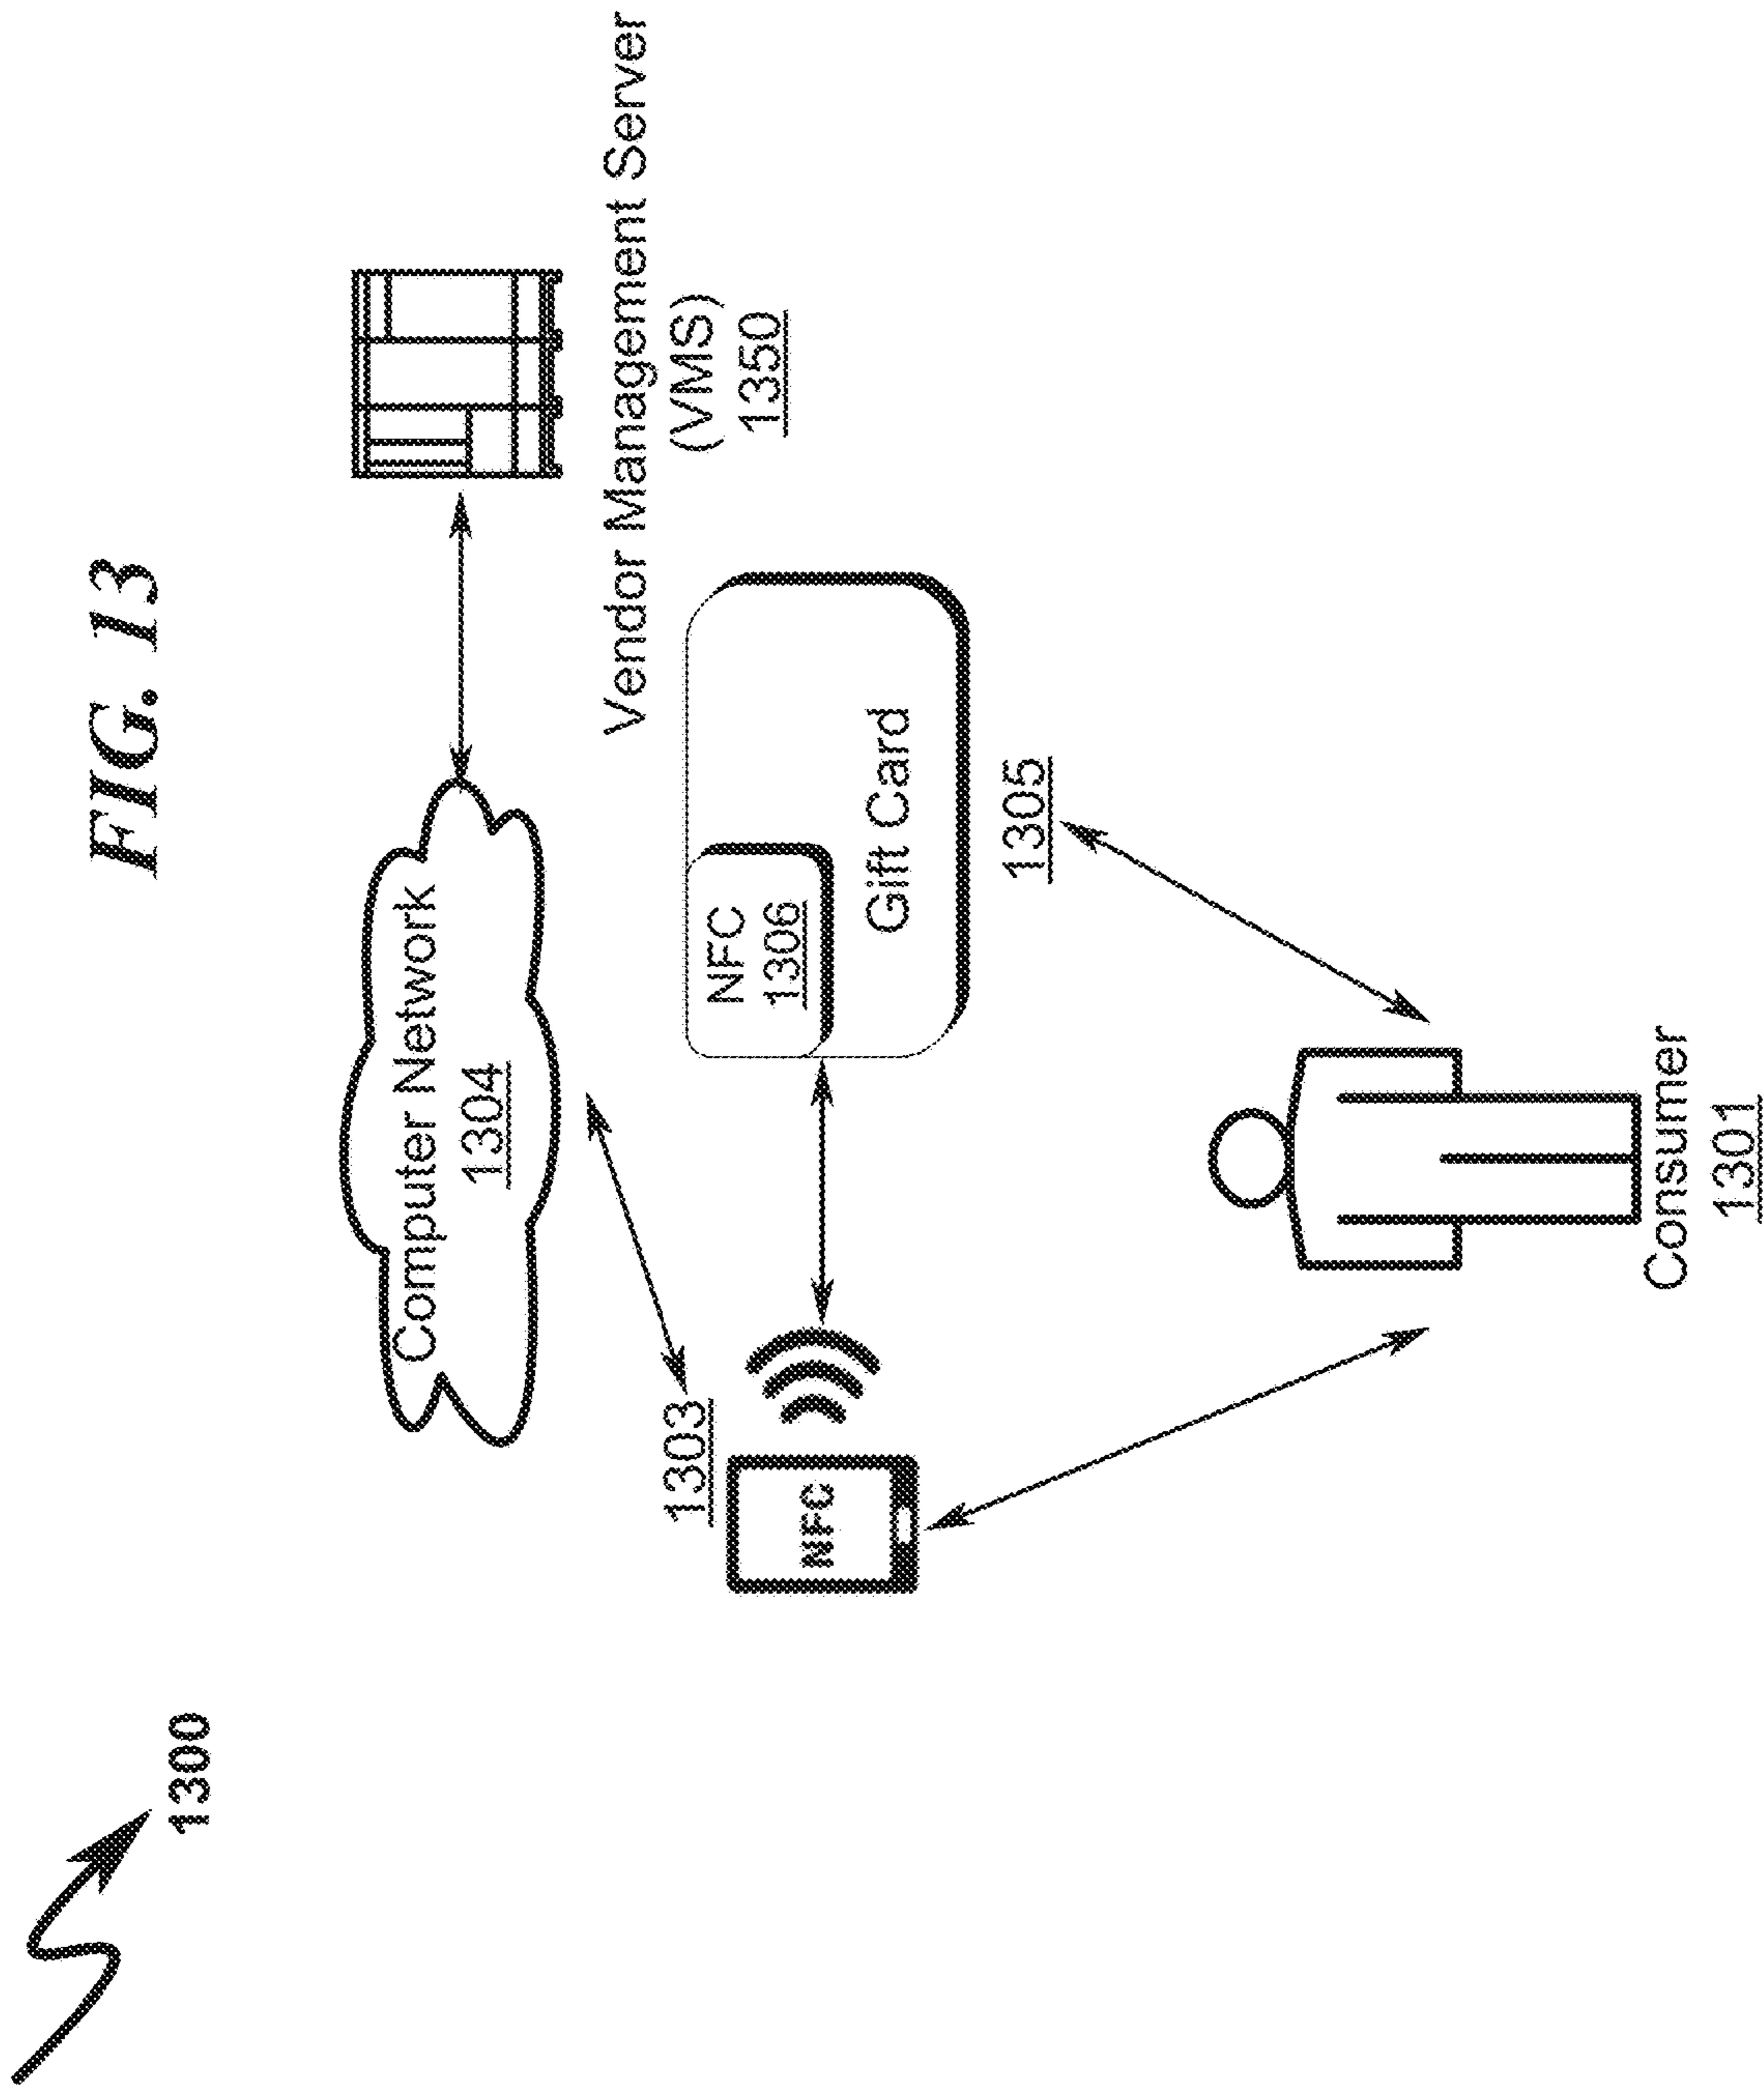 FIG. 13
1300
Computer Network
1304
Vendor Management Server
(VMS)
1350
1303
NFC
NFC
1306
Gift Card
1305
Consumer
1301